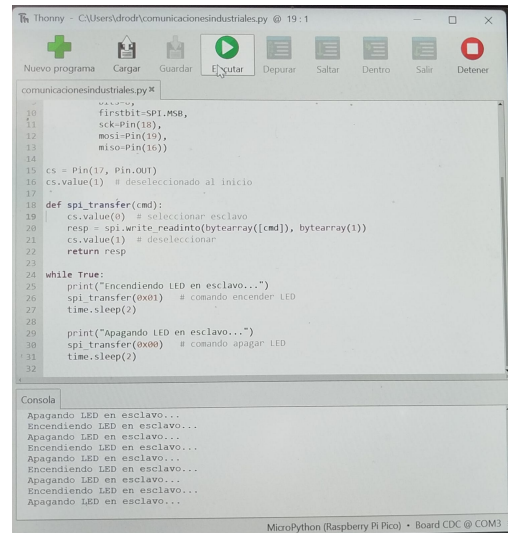 Thonny - C:\Users\drodr\comunicacionesindustriales.py @ 19 : 1
Nuevo programa Cargar Guardar Ejecutar Depurar Saltar Dentro Salir Detener
comunicacionesindustriales.py
10 firstbit=SPI.MSB,
11 sck=Pin(18),
12 mosi=Pin(19),
13 miso=Pin(16))
14
15 cs = Pin(17, Pin.OUT)
16 cs.value(1) # deseleccionado al inicio
17
18 def spi_transfer(cmd):
19 cs.value(0) # seleccionar esclavo
20 resp = spi.write_readinto(bytearray([cmd]), bytearray(1))
21 cs.value(1) # deseleccionar
22 return resp
23
24 while True:
25 print("Encendiendo LED en esclavo...")
26 spi_transfer(0x01) # comando encender LED
27 time.sleep(2)
28
29 print("Apagando LED en esclavo...")
30 spi_transfer(0x00) # comando apagar LED
31 time.sleep(2)
32
Consola
Apagando LED en esclavo...
Encendiendo LED en esclavo...
Apagando LED en esclavo...
Encendiendo LED en esclavo...
Apagando LED en esclavo...
Encendiendo LED en esclavo...
Apagando LED en esclavo...
Encendiendo LED en esclavo...
Apagando LED en esclavo...
MicroPython (Raspberry Pi Pico) • Board CDC @ COM3